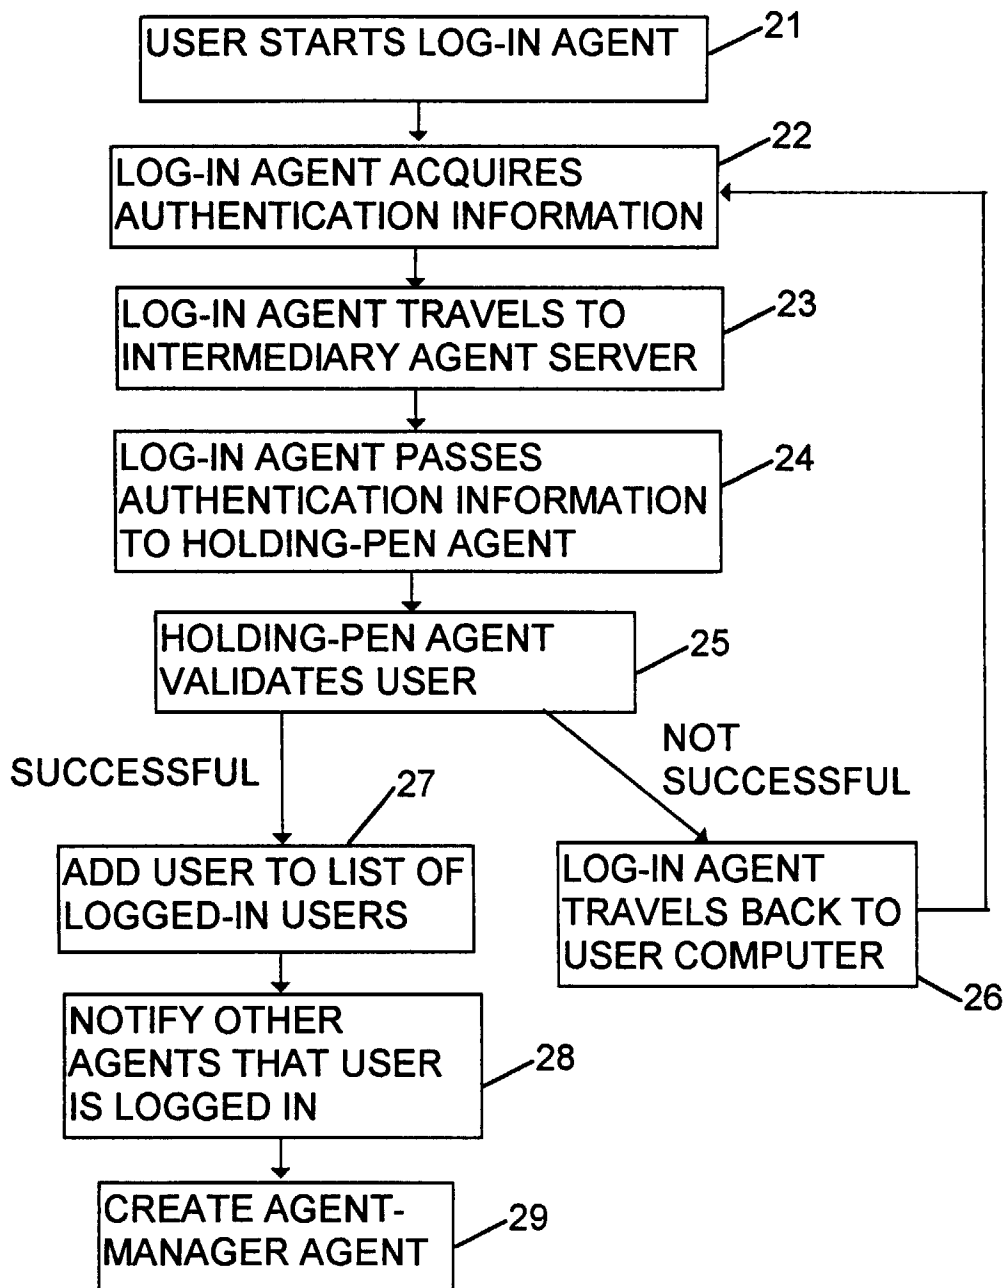 USER STARTS LOG-IN AGENT
21
LOG-IN AGENT ACQUIRES
AUTHENTICATION INFORMATION
22
LOG-IN AGENT TRAVELS TO
INTERMEDIARY AGENT SERVER
23
LOG-IN AGENT PASSES
AUTHENTICATION INFORMATION
TO HOLDING-PEN AGENT
24
HOLDING-PEN AGENT
VALIDATES USER
25
SUCCESSFUL
NOT
SUCCESSFUL
27
ADD USER TO LIST OF
LOGGED-IN USERS
LOG-IN AGENT
TRAVELS BACK TO
USER COMPUTER
26
NOTIFY OTHER
AGENTS THAT USER
IS LOGGED IN
28
CREATE AGENT-
MANAGER AGENT
29